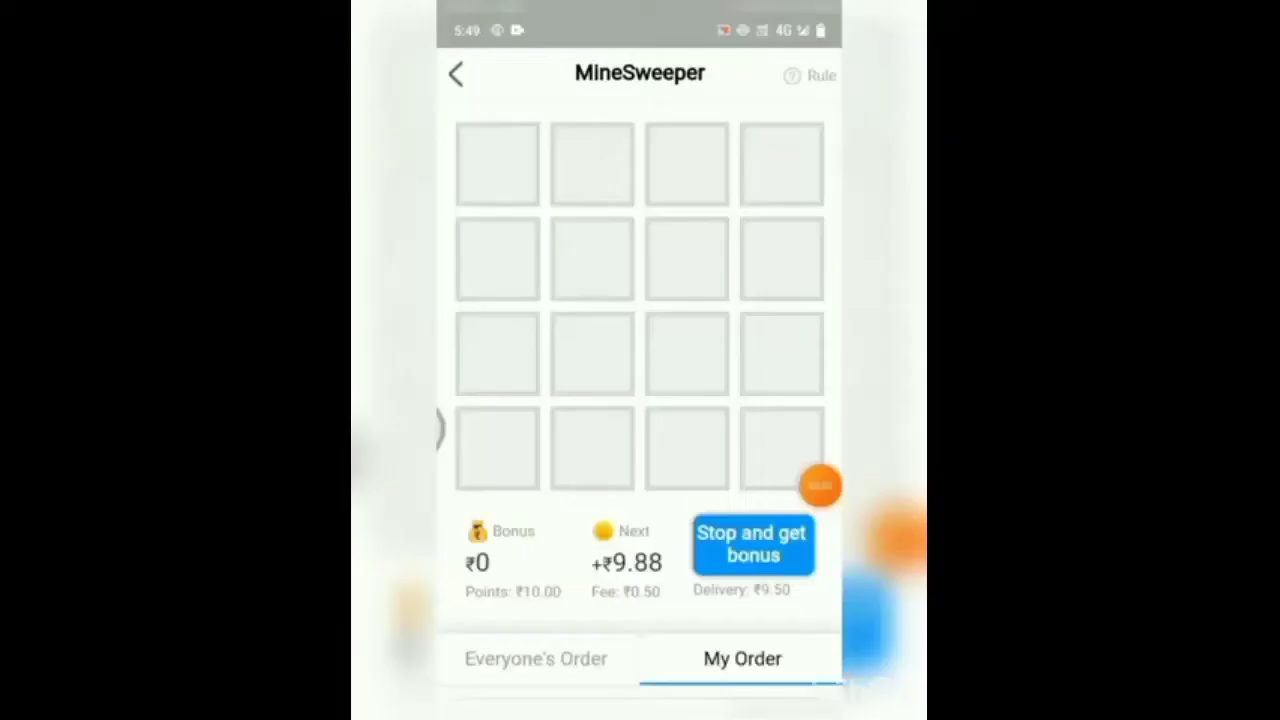 5:49 4G
MineSweeper
Rule
Bonus Next Stop and get
bonus
₹0 +₹9.88
Points: ₹10.00 Fee: ₹0.50 Delivery: ₹9.50
Everyone's Order My Order